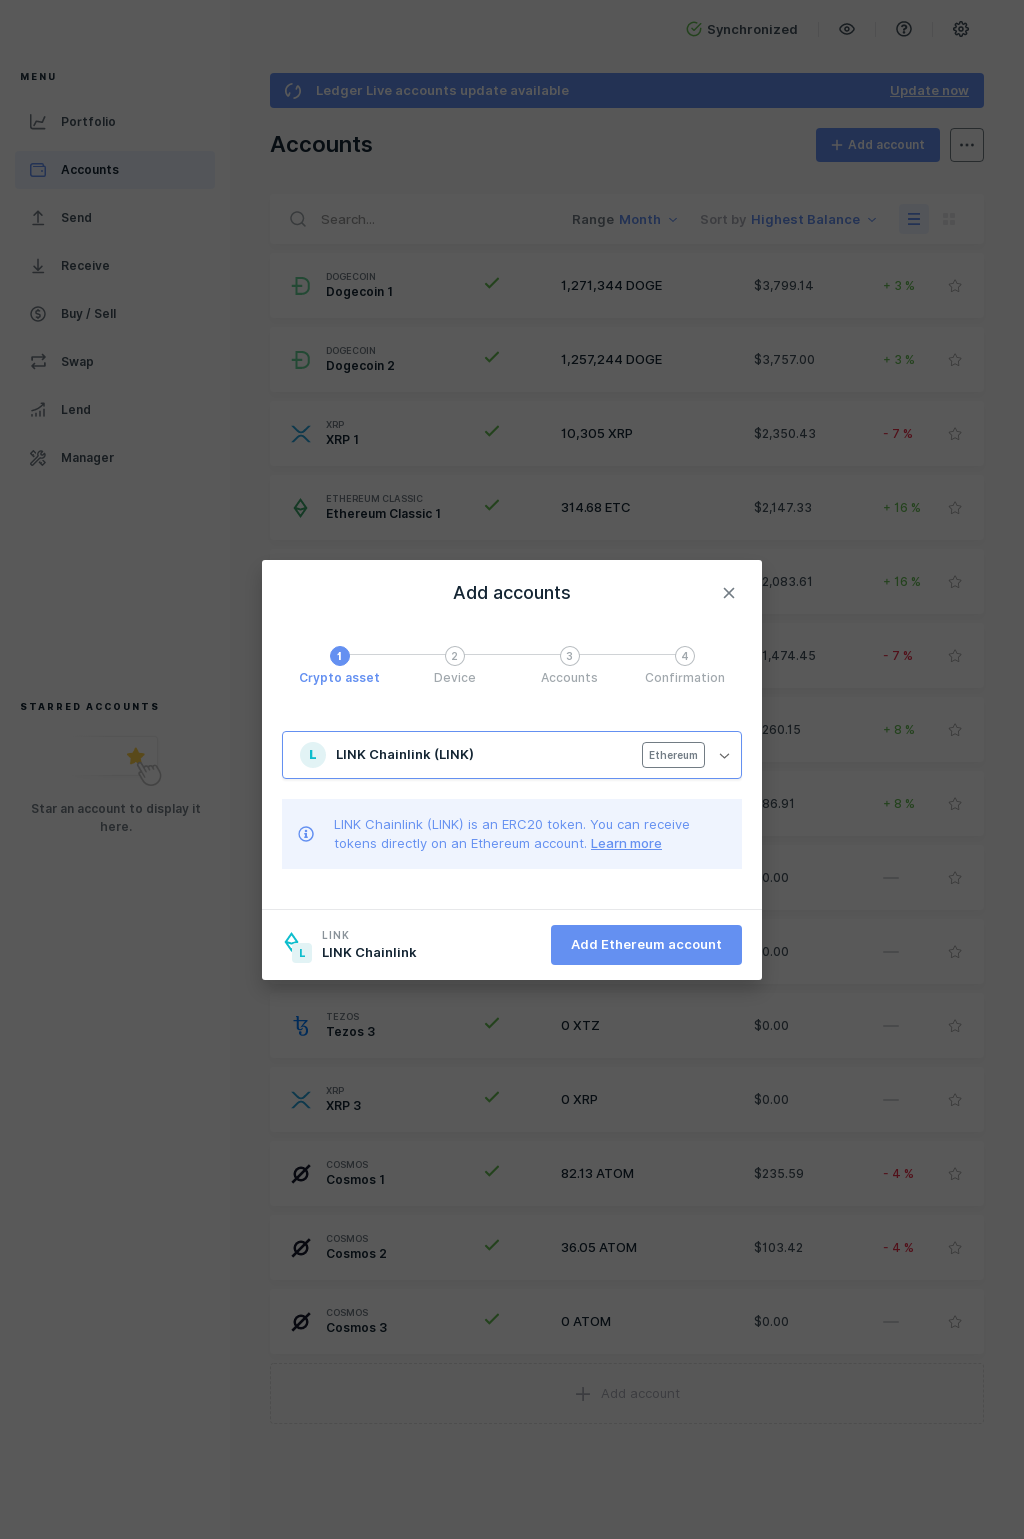 Synchronized
MENU
Portfolio
Accounts
Send
Receive
Buy / Sell
Swap
Lend
Manager
STARRED ACCOUNTS
Star an account to display it
here.
Ledger Live accounts update available
Update now
Accounts
Add account
Search...
Range Month
Sort by Highest Balance
DOGECOIN
Dogecoin 1
1,271,344 DOGE
$3,799.14
+ 3 %
DOGECOIN
Dogecoin 2
1,257,244 DOGE
$3,757.00
+ 3 %
XRP
XRP 1
10,305 XRP
$2,350.43
- 7 %
ETHEREUM CLASSIC
Ethereum Classic 1
314.68 ETC
$2,147.33
+ 16 %
2,083.61
+ 16 %
1,474.45
- 7 %
260.15
+ 8 %
86.91
+ 8 %
0.00
—
0.00
—
Add accounts
1
2
3
4
Crypto asset
Device
Accounts
Confirmation
L
LINK Chainlink (LINK)
Ethereum
LINK Chainlink (LINK) is an ERC20 token. You can receive
tokens directly on an Ethereum account. Learn more
L
LINK
LINK Chainlink
Add Ethereum account
TEZOS
Tezos 3
0 XTZ
$0.00
—
XRP
XRP 3
0 XRP
$0.00
—
COSMOS
Cosmos 1
82.13 ATOM
$235.59
- 4 %
COSMOS
Cosmos 2
36.05 ATOM
$103.42
- 4 %
COSMOS
Cosmos 3
0 ATOM
$0.00
—
Add account